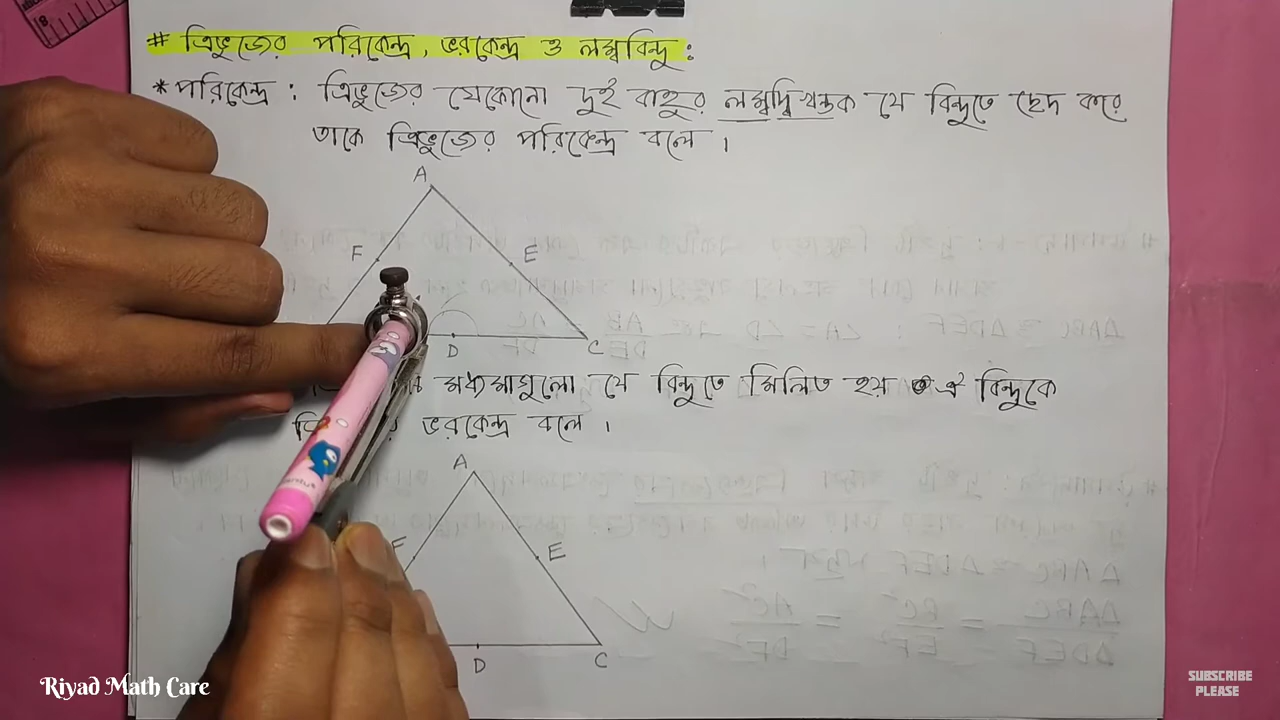 # ত্রিভুজের পরিকেন্দ্র, ভরকেন্দ্র ও লম্ববিন্দু :
* পরিকেন্দ্র : ত্রিভুজের যেকোনো দুই বাহুর লম্বদ্বিখন্ডক যে বিন্দুতে ছেদ করে
তাকে ত্রিভুজের পরিকেন্দ্র বলে ।
A
F E
D C
মধ্যমাগুলো যে বিন্দুতে মিলিত হয় ঐ বিন্দুকে
ভরকেন্দ্র বলে ।
A
F E
D C
Riyad Math Care
SUBSCRIBE
PLEASE